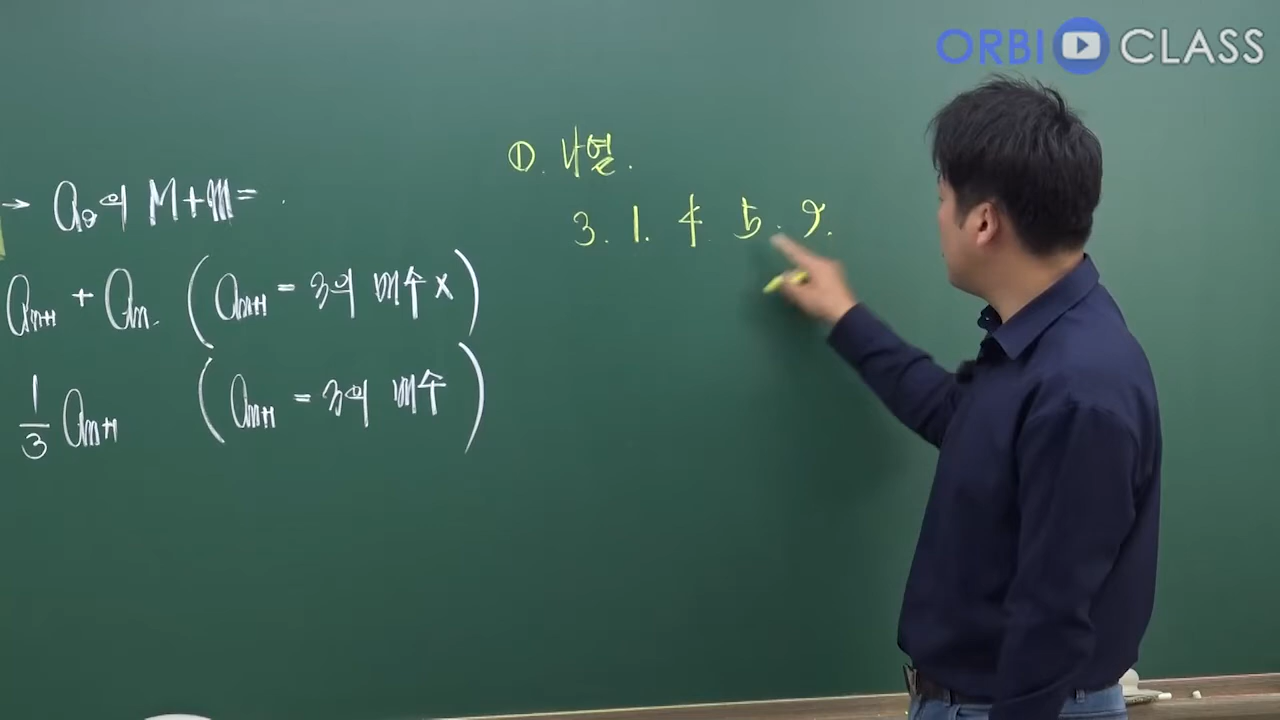 ORBI CLASS
① 나열.
→ a₉의 M+m = .
3. 1. 4. 5. 9.
aₙ₊₁ + aₙ. (aₙ₊₁ = 3의 배수 x)
1/3 aₙ₊₁ (aₙ₊₁ = 3의 배수)